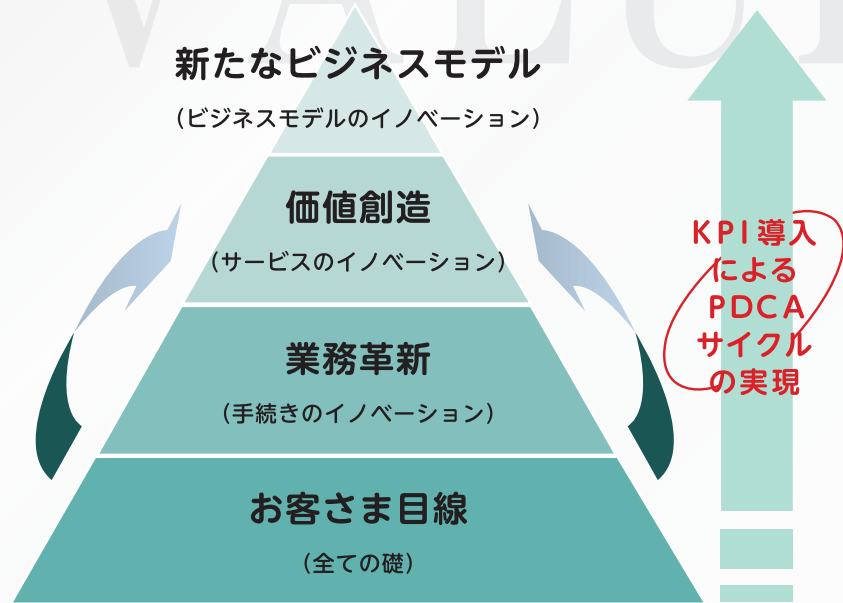 VALUE
新たなビジネスモデル
（ビジネスモデルのイノベーション）
価値創造
（サービスのイノベーション）
業務革新
（手続きのイノベーション）
お客さま目線
（全ての礎）
KPI導入
による
PDCA
サイクル
の実現